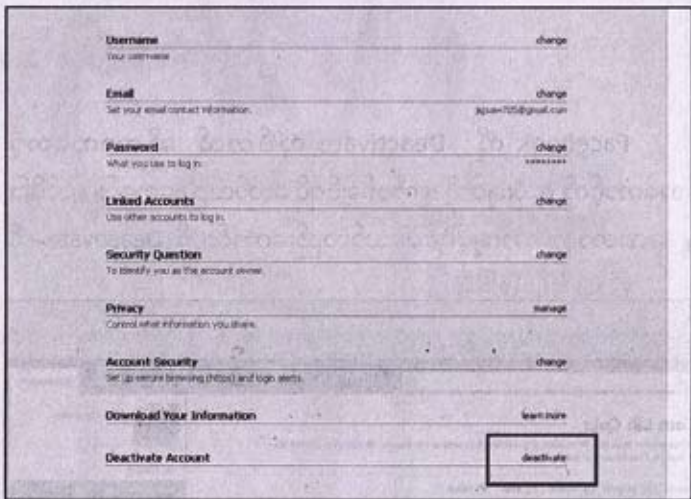 Username change
Your username
Email change
Set your email contact information.
Password change
What you use to log in. ********
Linked Accounts change
Use other accounts to log in.
Security Question change
To identify you as the account owner.
Privacy manage
Control what information you share.
Account Security change
Set up secure browsing (https) and login alerts.
Download Your Information learn more
Deactivate Account deactivate